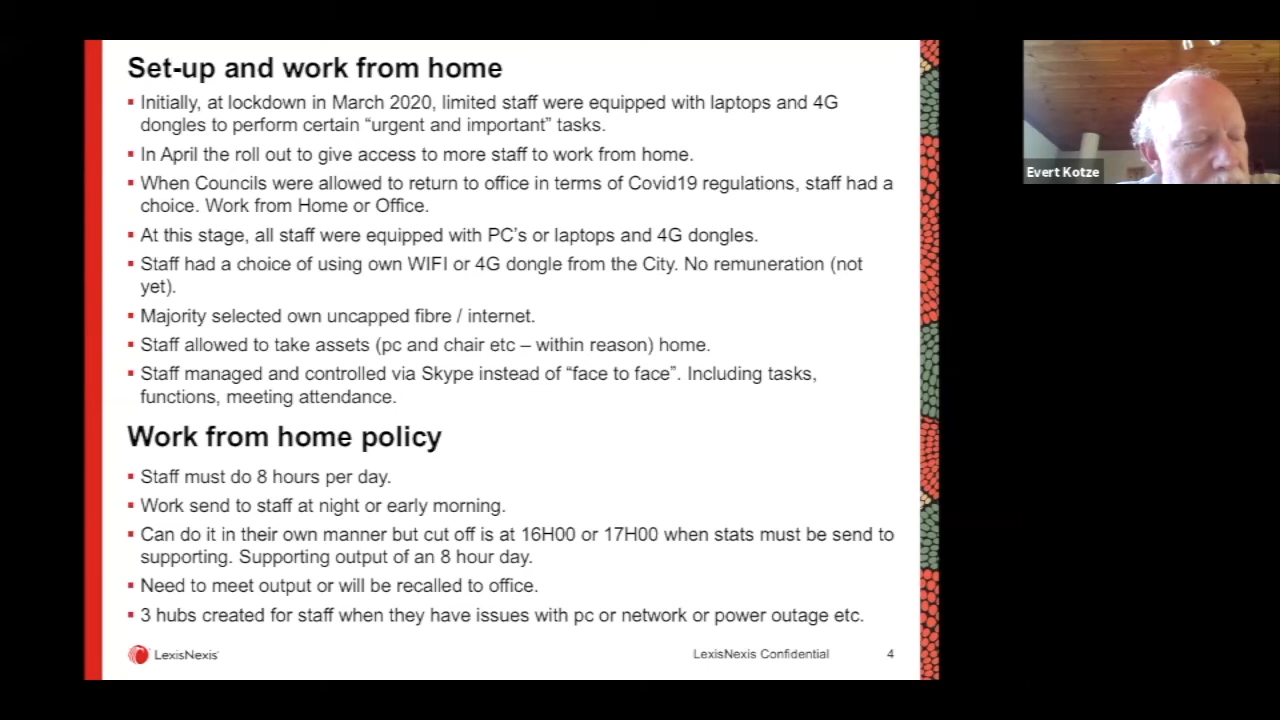 Set-up and work from home
▪ Initially, at lockdown in March 2020, limited staff were equipped with laptops and 4G
dongles to perform certain “urgent and important” tasks.
▪ In April the roll out to give access to more staff to work from home.
▪ When Councils were allowed to return to office in terms of Covid19 regulations, staff had a
choice. Work from Home or Office.
▪ At this stage, all staff were equipped with PC’s or laptops and 4G dongles.
▪ Staff had a choice of using own WIFI or 4G dongle from the City. No remuneration (not
yet).
▪ Majority selected own uncapped fibre / internet.
▪ Staff allowed to take assets (pc and chair etc – within reason) home.
▪ Staff managed and controlled via Skype instead of “face to face”. Including tasks,
functions, meeting attendance.
Work from home policy
▪ Staff must do 8 hours per day.
▪ Work send to staff at night or early morning.
▪ Can do it in their own manner but cut off is at 16H00 or 17H00 when stats must be send to
supporting. Supporting output of an 8 hour day.
▪ Need to meet output or will be recalled to office.
▪ 3 hubs created for staff when they have issues with pc or network or power outage etc.
LexisNexis®
LexisNexis Confidential 4
Evert Kotze